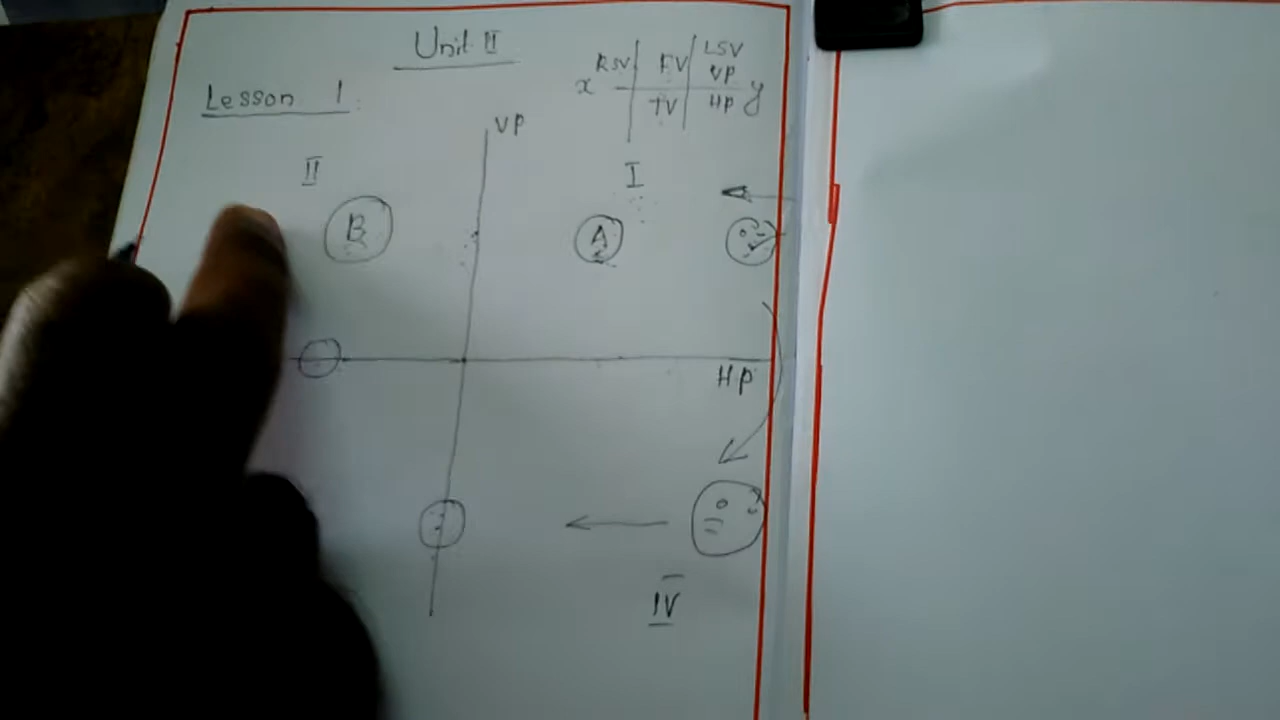 Unit II
Lesson 1
RSV FV LSV
VP
x y
TV HP
VP
II
I
B
A
HP
IV